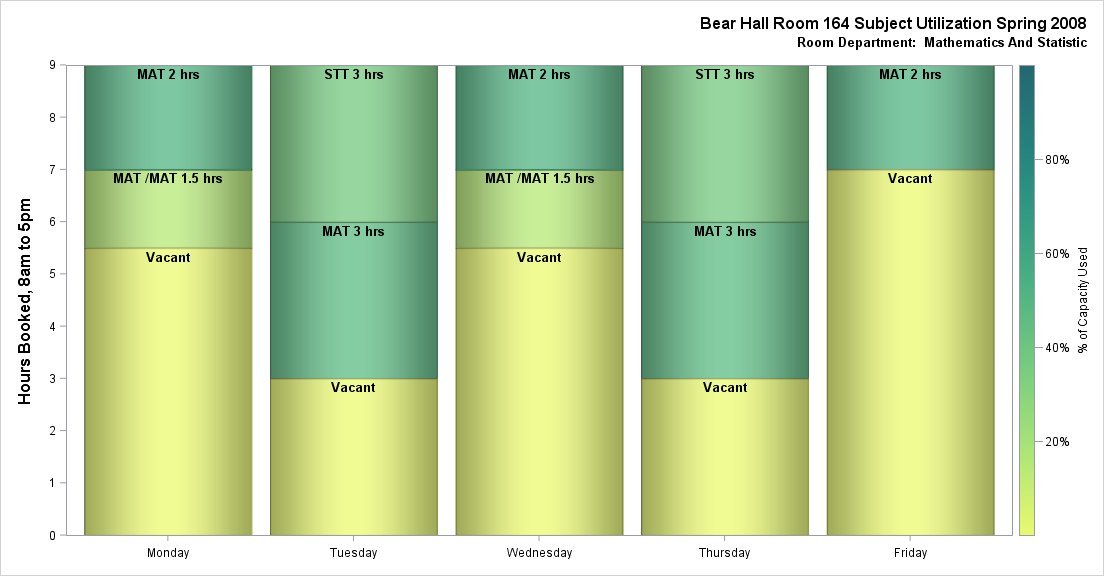 Bear Hall Room 164 Subject Utilization Spring 2008
Room Department:  Mathematics And Statistic
Hours Booked, 8am to 5pm
9
8
7
6
5
4
3
2
1
0
MAT 2 hrs
MAT /MAT 1.5 hrs
Vacant
STT 3 hrs
MAT 3 hrs
Vacant
MAT 2 hrs
MAT /MAT 1.5 hrs
Vacant
STT 3 hrs
MAT 3 hrs
Vacant
MAT 2 hrs
Vacant
Monday
Tuesday
Wednesday
Thursday
Friday
80%
60%
40%
20%
% of Capacity Used